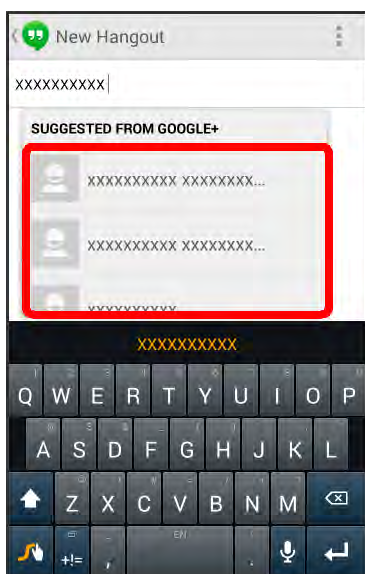 New Hangout
xxxxxxxxxx
SUGGESTED FROM GOOGLE+
xxxxxxxxxx xxxxxxxx...
xxxxxxxxxx xxxxxxxx...
xxxxxxxxxx
xxxxxxxxxx
Q W E R T Y U I O P
A S D F G H J K L
Z X C V B N M
EN
+!= , .